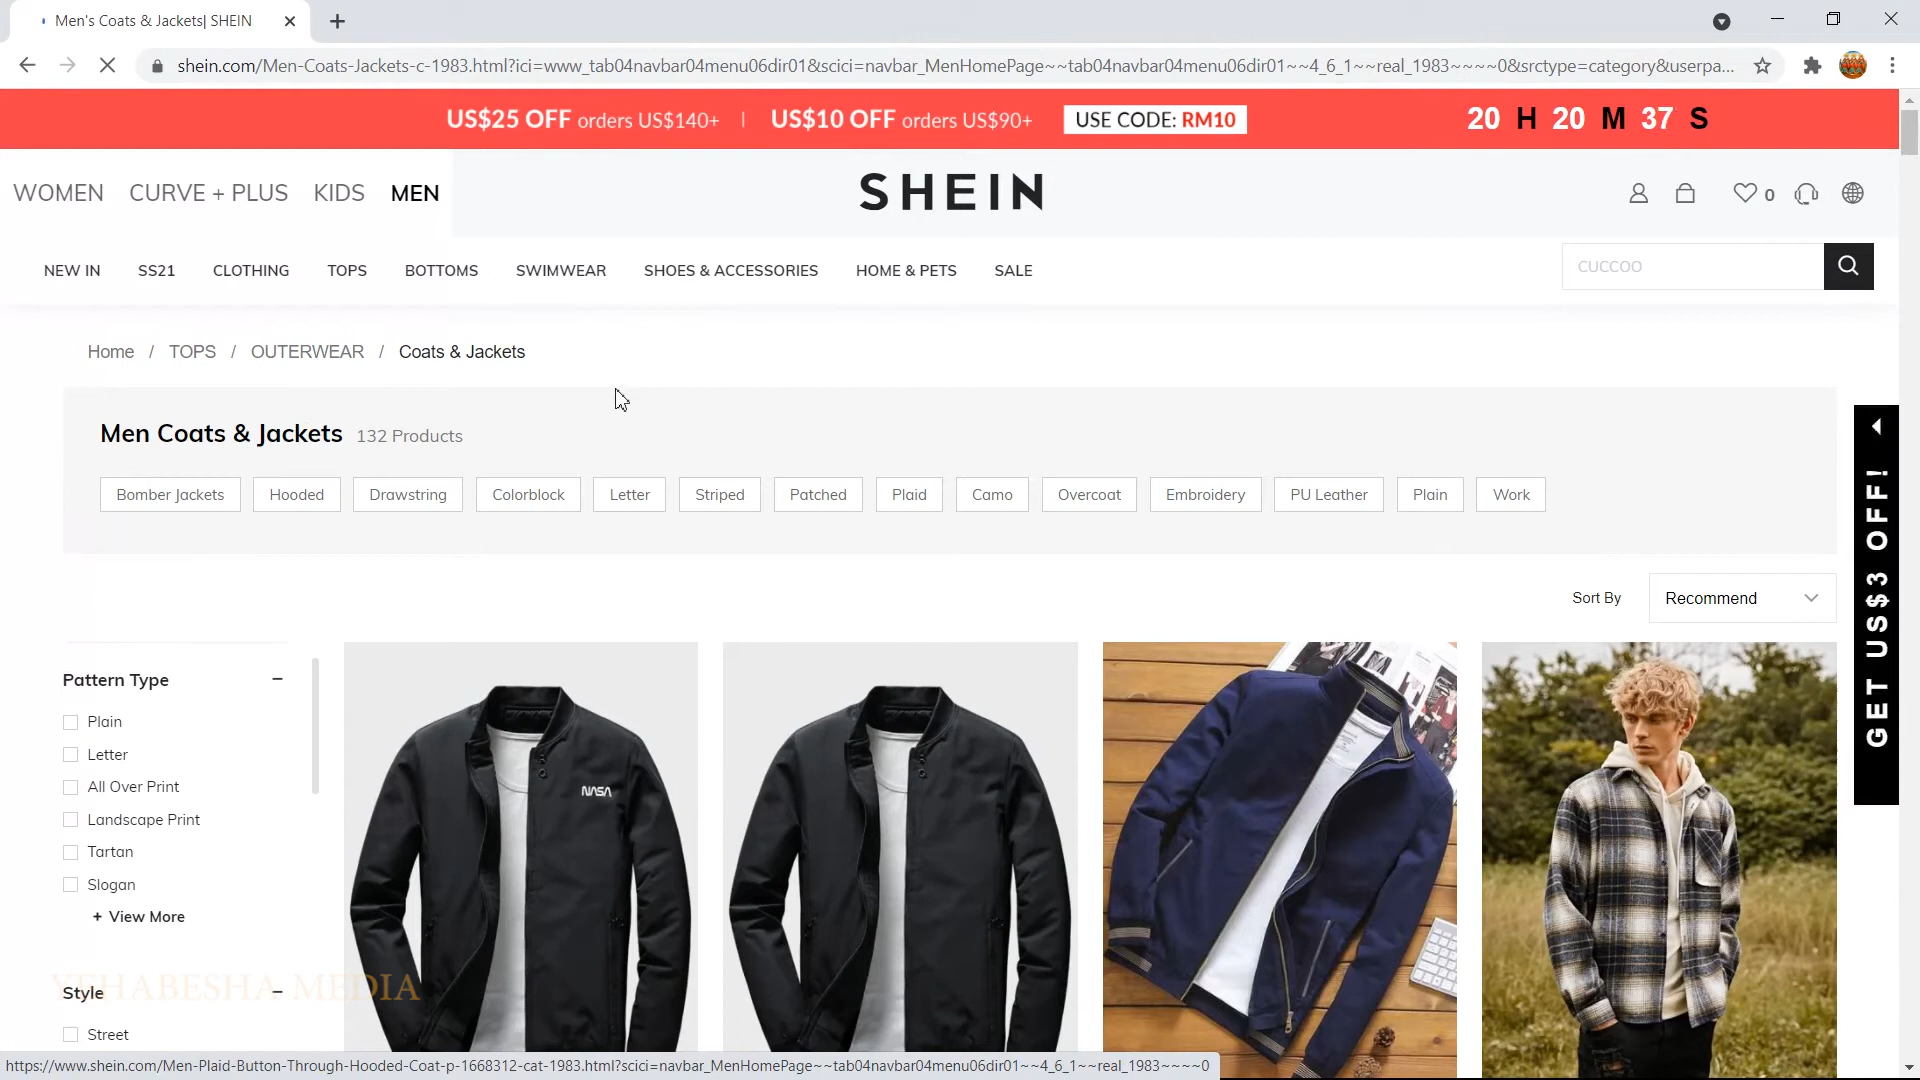 Men's Coats & Jackets| SHEIN
shein.com/Men-Coats-Jackets-c-1983.html?ici=www_tab04navbar04menu06dir01&scici=navbar_MenHomePage~~tab04navbar04menu06dir01~~4_6_1~~real_1983~~~~0&srctype=category&userpa...
US$25 OFF orders US$140+ | US$10 OFF orders US$90+ USE CODE: RM10 20 H 20 M 37 S
WOMEN CURVE + PLUS KIDS MEN SHEIN 0
NEW IN SS21 CLOTHING TOPS BOTTOMS SWIMWEAR SHOES & ACCESSORIES HOME & PETS SALE CUCCOO
Home / TOPS / OUTERWEAR / Coats & Jackets
Men Coats & Jackets 132 Products
Bomber Jackets Hooded Drawstring Colorblock Letter Striped Patched Plaid Camo Overcoat Embroidery PU Leather Plain Work
GET US$3 OFF!
Sort By Recommend
Pattern Type
Plain
Letter
All Over Print
Landscape Print
Tartan
Slogan
+ View More
NASA
YEHABESHA MEDIA
Style
Street
https://www.shein.com/Men-Plaid-Button-Through-Hooded-Coat-p-1668312-cat-1983.html?scici=navbar_MenHomePage~~tab04navbar04menu06dir01~~4_6_1~~real_1983~~~~0